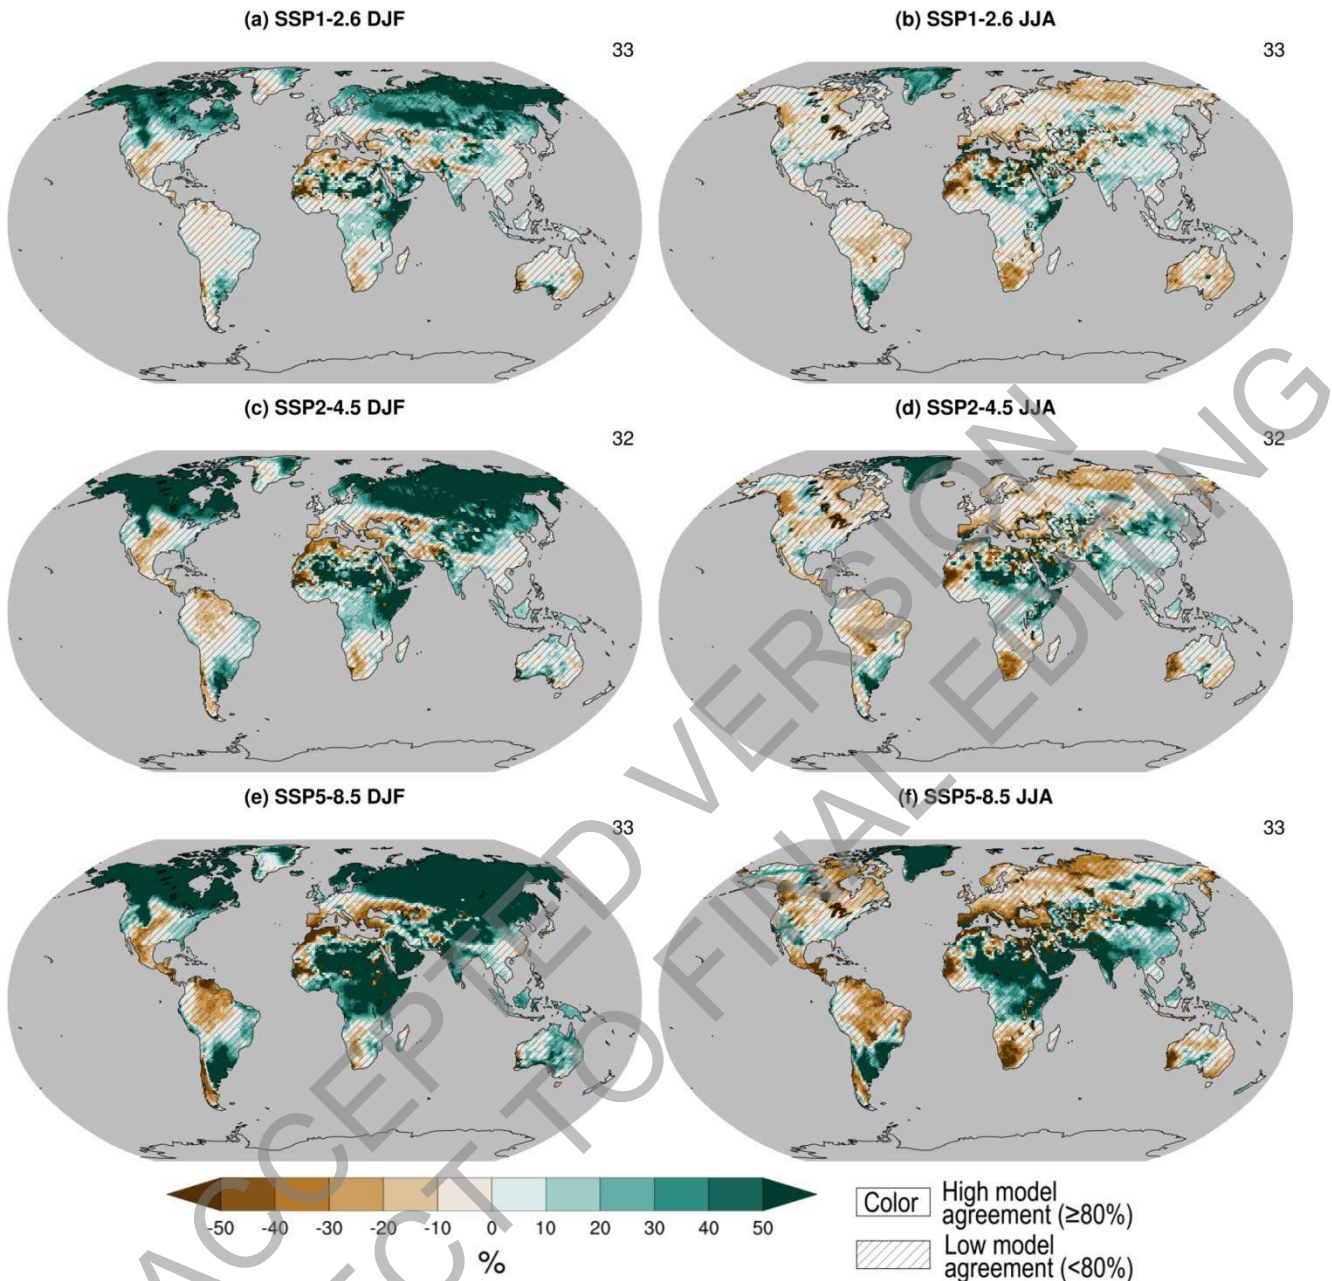 (a) SSP1-2.6 DJF
33
(b) SSP1-2.6 JJA
33
(c) SSP2-4.5 DJF
32
(d) SSP2-4.5 JJA
32
(e) SSP5-8.5 DJF
33
(f) SSP5-8.5 JJA
33
-50 -40 -30 -20 -10 0 10 20 30 40 50
%
Color
High model
agreement (≥80%)
Low model
agreement (<80%)
ACCEPTED VERSION
SUBJECT TO FINAL EDITING